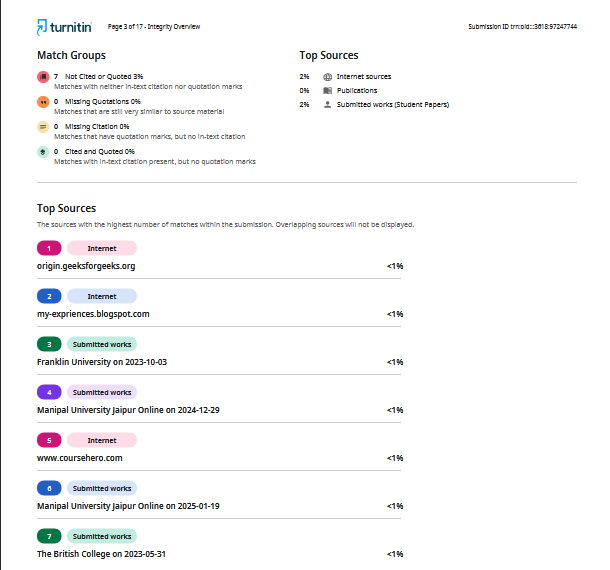 turnitin Page 3 of 17 - Integrity Overview Submission ID trn:oid:::3618:97247744
Match Groups
7 Not Cited or Quoted 3%
Matches with neither in-text citation nor quotation marks
0 Missing Quotations 0%
Matches that are still very similar to source material
0 Missing Citation 0%
Matches that have quotation marks, but no in-text citation
0 Cited and Quoted 0%
Matches with in-text citation present, but no quotation marks
Top Sources
2% Internet sources
0% Publications
2% Submitted works (Student Papers)
Top Sources
The sources with the highest number of matches within the submission. Overlapping sources will not be displayed.
1 Internet
origin.geeksforgeeks.org <1%
2 Internet
my-expriences.blogspot.com <1%
3 Submitted works
Franklin University on 2023-10-03 <1%
4 Submitted works
Manipal University Jaipur Online on 2024-12-29 <1%
5 Internet
www.coursehero.com <1%
6 Submitted works
Manipal University Jaipur Online on 2025-01-19 <1%
7 Submitted works
The British College on 2023-05-31 <1%